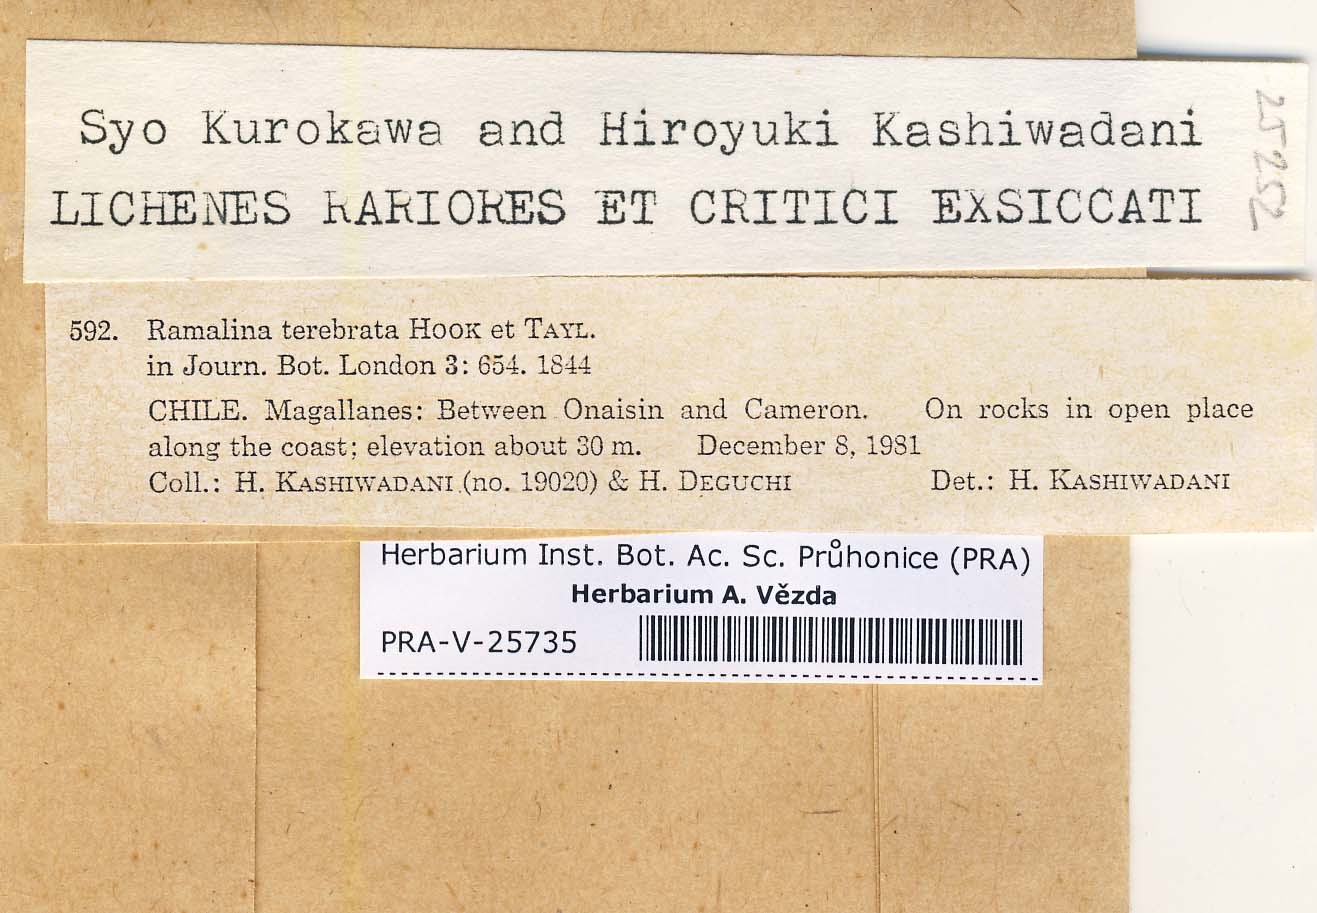 Syo Kurokawa and Hiroyuki Kashiwadani
LICHENES RARIORES ET CRITICI EXSICCATI
25252
592. Ramalina terebrata HOOK et TAYL.
in Journ. Bot. London 3: 654. 1844
CHILE. Magallanes: Between Onaisin and Cameron. On rocks in open place
along the coast; elevation about 30 m. December 8, 1981
Coll.: H. KASHIWADANI (no. 19020) & H. DEGUCHI Det.: H. KASHIWADANI
Herbarium Inst. Bot. Ac. Sc. Průhonice (PRA)
Herbarium A. Vězda
PRA-V-25735